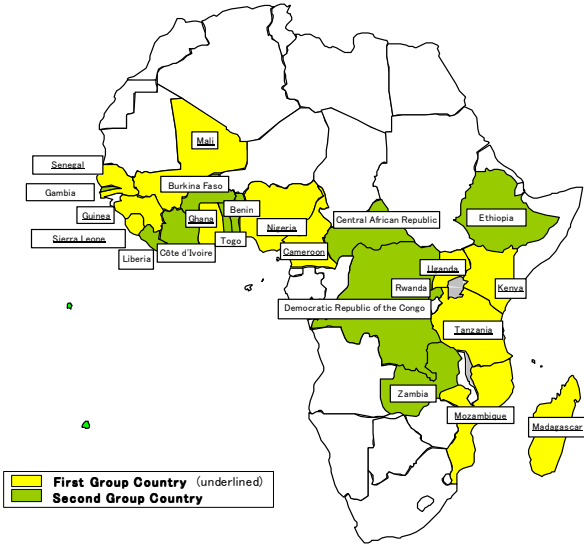 Mali
Senegal
Burkina Faso
Gambia
Guinea
Ghana
Benin
Central African Republic
Ethiopia
Nigeria
Sierra Leone
Togo
Cameroon
Liberia
Côte d'Ivoire
Uganda
Rwanda
Kenva
Democratic Republic of the Congo
Tanzania
Zambia
Mozambique
Madagascar
First Group Country (underlined)
Second Group Country